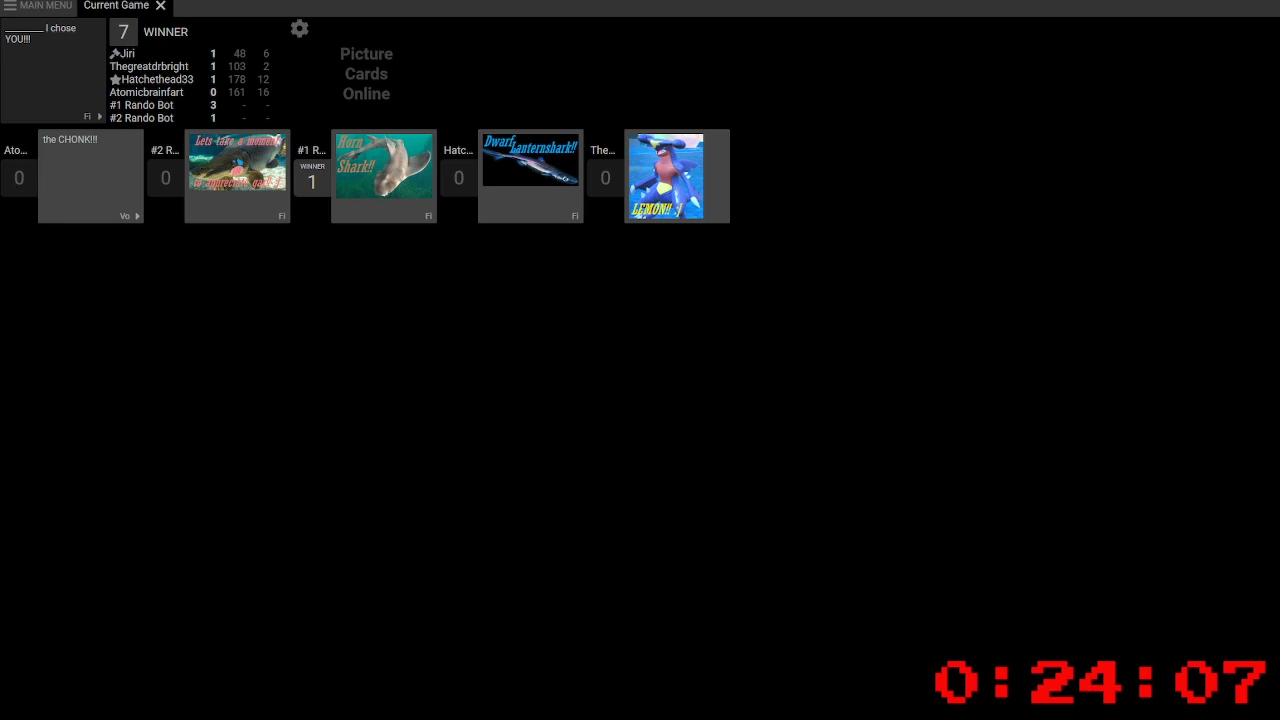 MAIN MENU
Current Game
_______ I chose
YOU!!!
Fi
7 WINNER
Jiri 1 48 6
Thegreatdrbright 1 103 2
Hatchethead33 1 178 12
Atomicbrainfart 0 161 16
#1 Rando Bot 3 - -
#2 Rando Bot 1 - -
Picture
Cards
Online
Ato...
0
the CHONK!!!
Vo
#2 R...
0
Lets take a moment
to appreciate
Fi
#1 R...
WINNER
1
Horn
Shark!!
Fi
Hatc...
0
Dwarf
Lanternshark!!
Fi
The...
0
LEMON!! :]
0:24:07